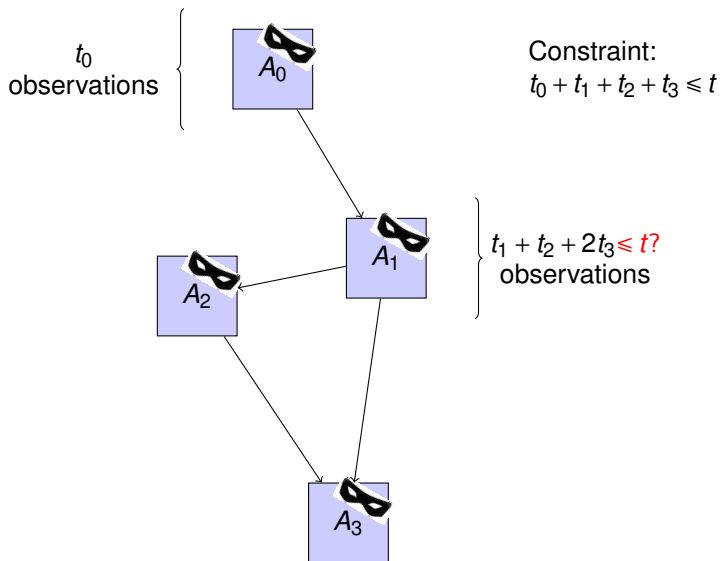 t₀
observations
A₀
Constraint:
t₀ + t₁ + t₂ + t₃ ⩽ t
A₁
t₁ + t₂ + 2t₃ ⩽ t?
observations
A₂
A₃